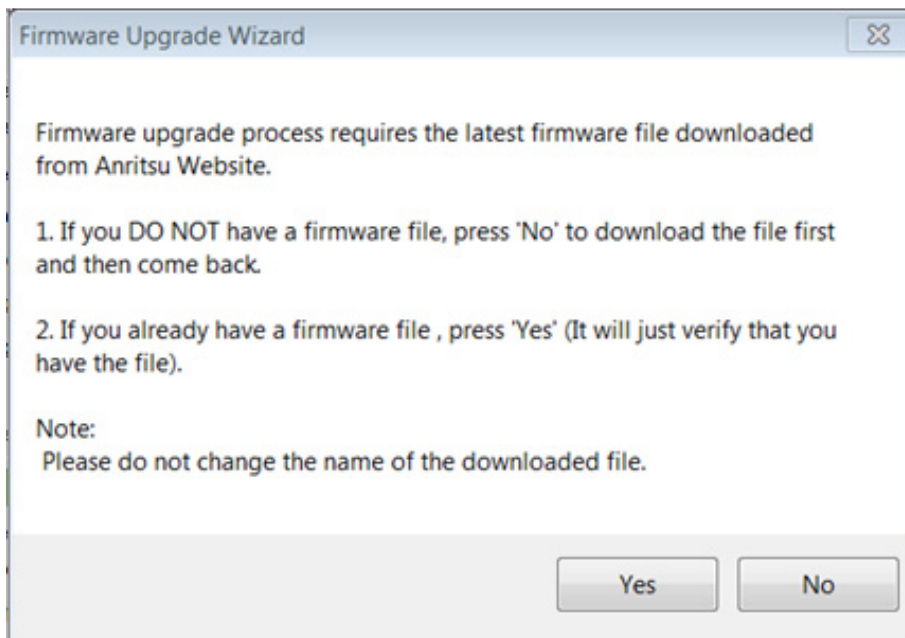 Firmware Upgrade Wizard
Firmware upgrade process requires the latest firmware file downloaded
from Anritsu Website.
1. If you DO NOT have a firmware file, press 'No' to download the file first
and then come back.
2. If you already have a firmware file , press 'Yes' (It will just verify that you
have the file).
Note:
Please do not change the name of the downloaded file.
Yes
No